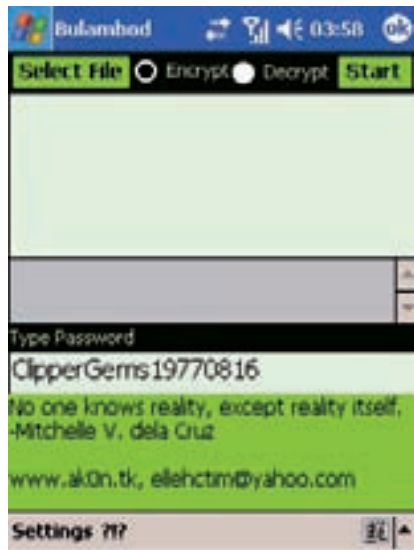 Bulambod 03:58 ok
Select File Encrypt Decrypt Start
Type Password
ClipperGems19770816
No one knows reality, except reality itself.
-Mitchelle V. dela Cruz
www.ak0n.tk, ellehctim@yahoo.com
Settings ?!?